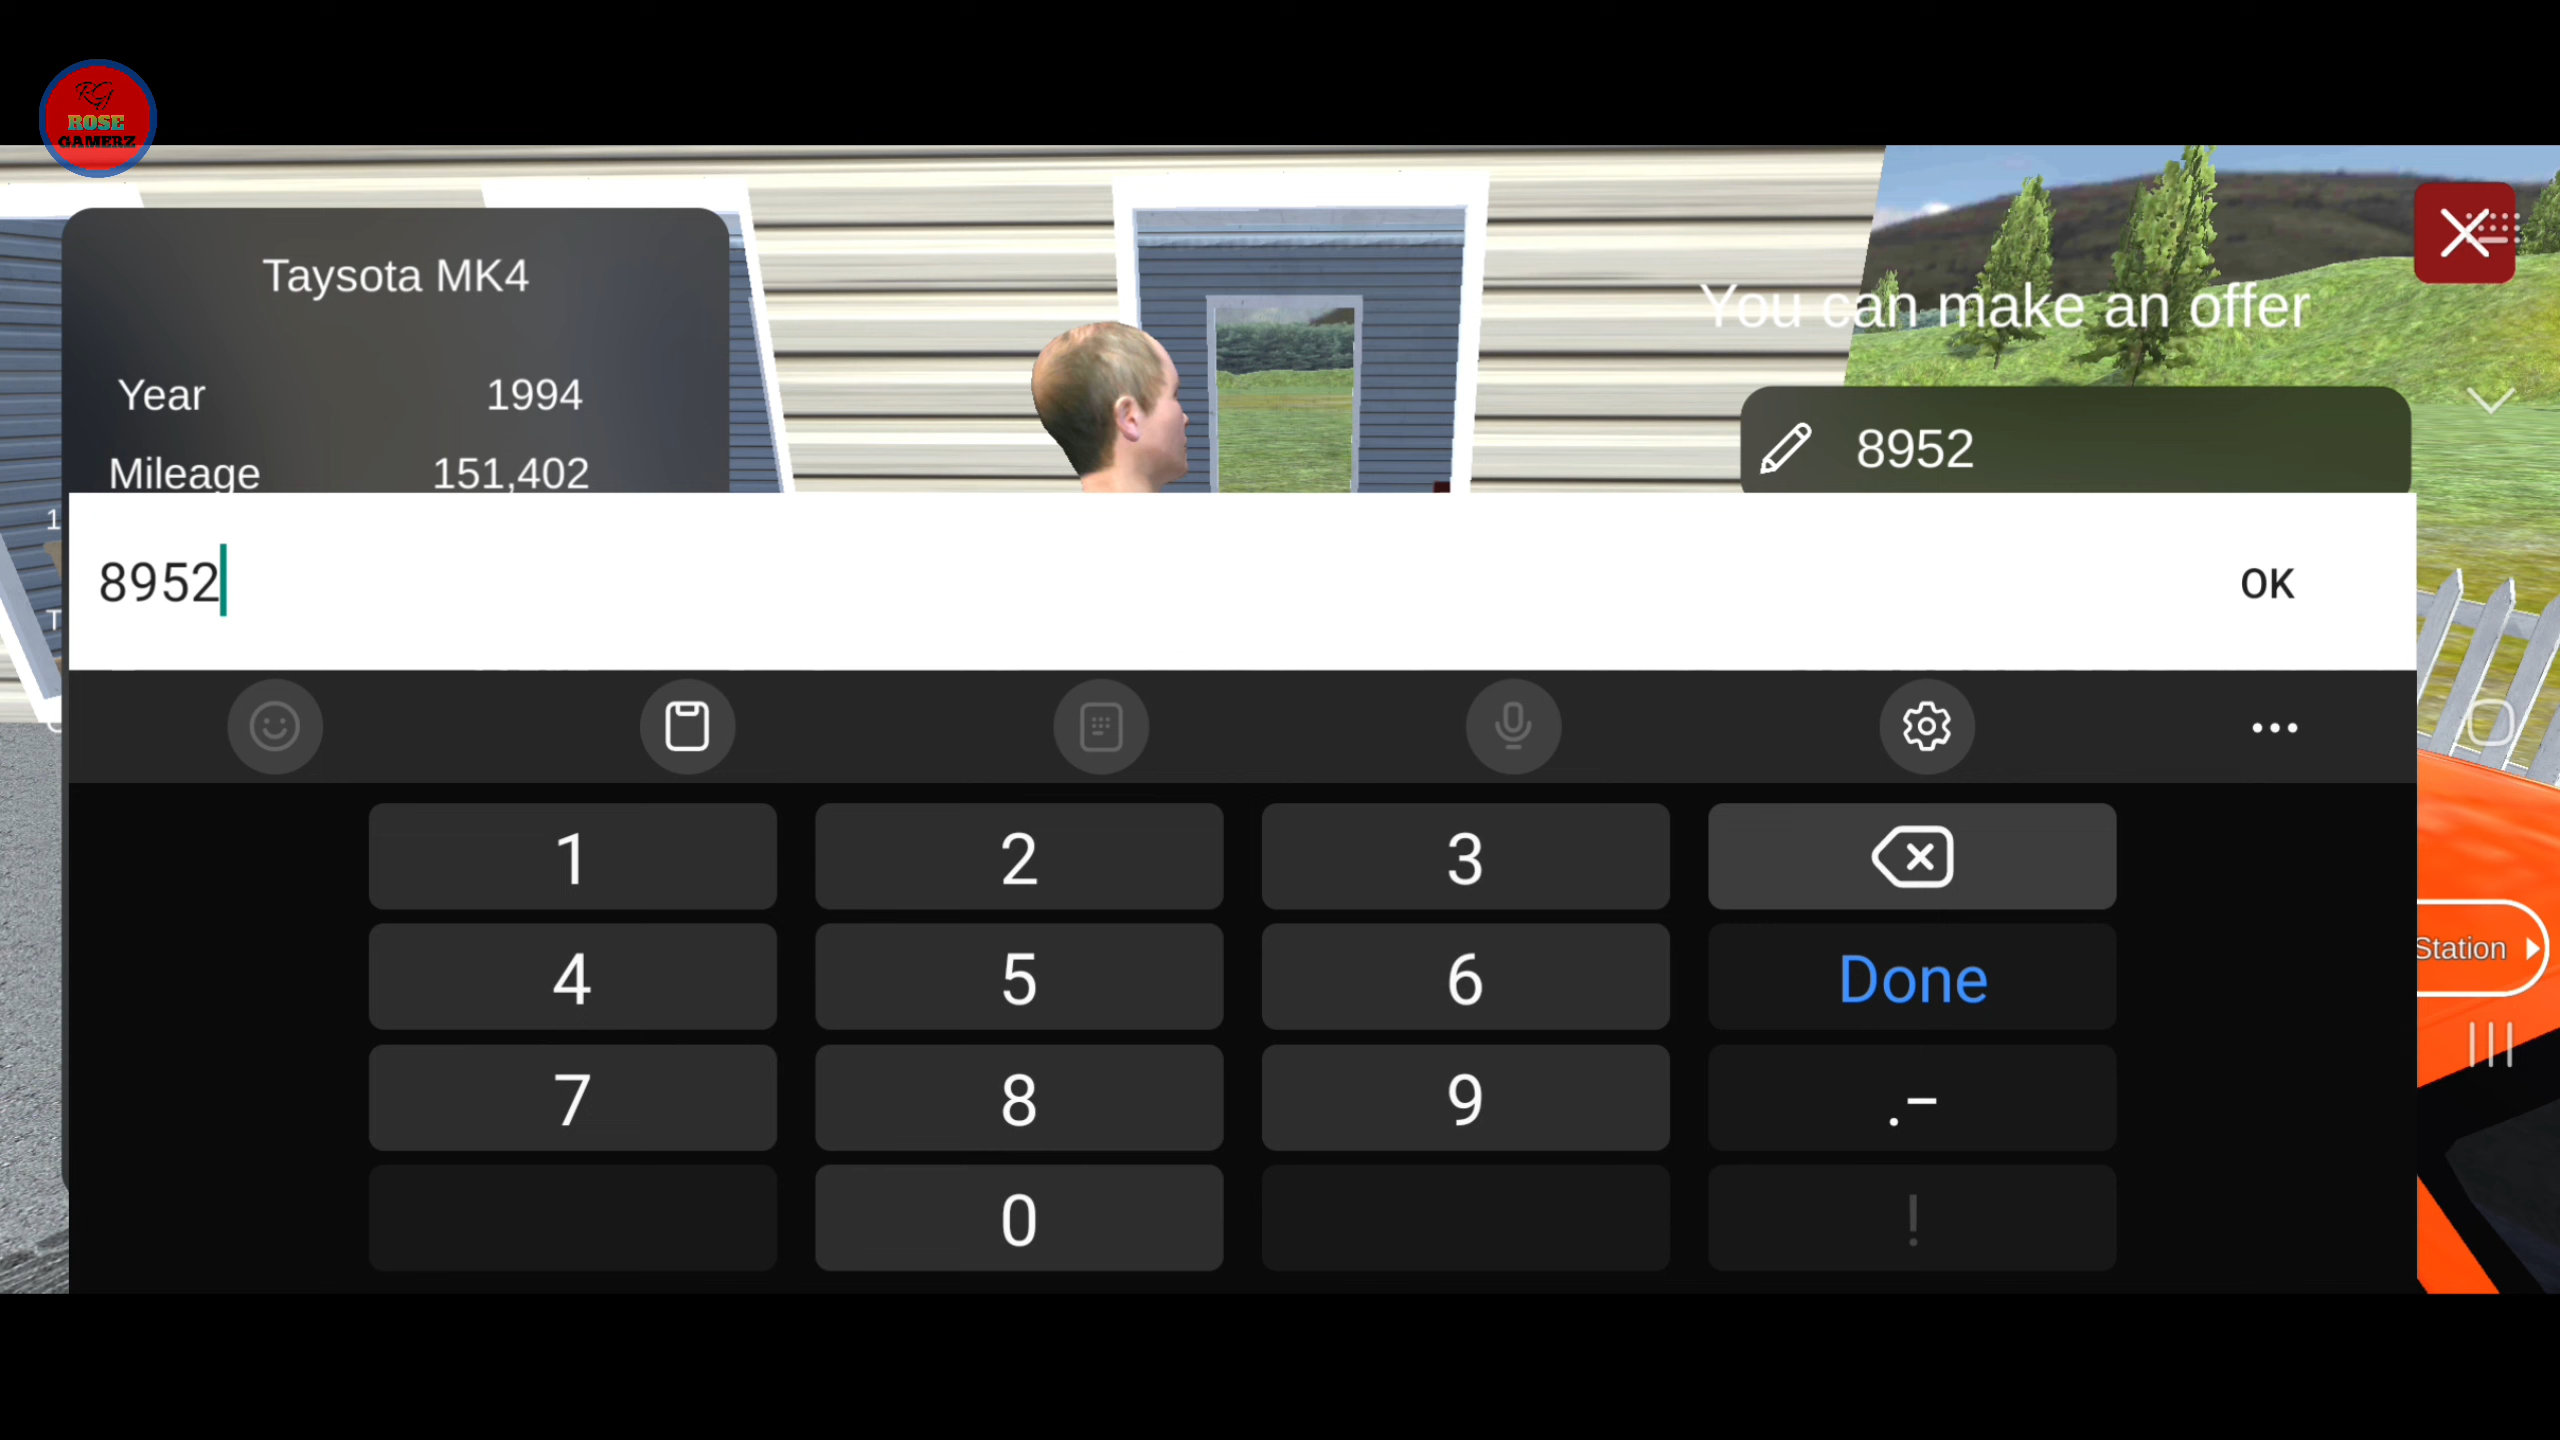 RG
ROSE
GAMERZ
Taysota MK4
Year 1994
Mileage 151,402
You can make an offer
8952
8952
OK
1 2 3
4 5 6 Done
7 8 9 .-
0 !
Station